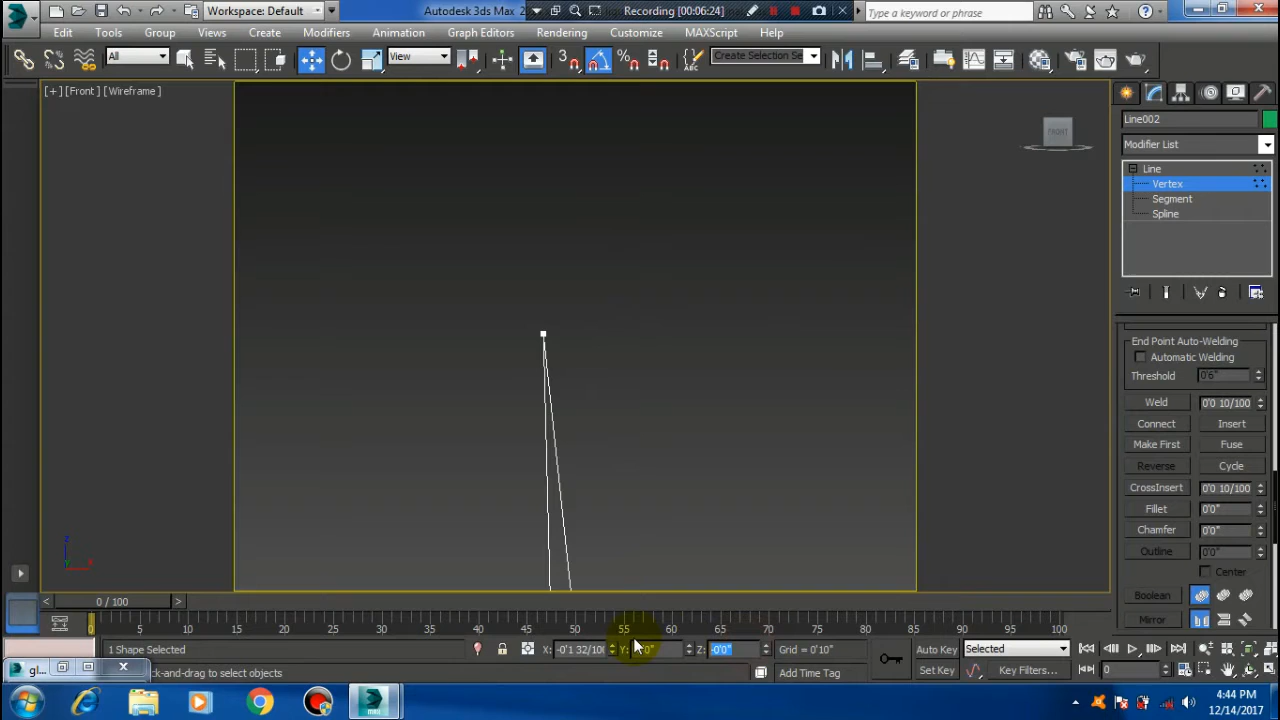 Workspace: Default
Autodesk 3ds Max 2
Recording [00:06:24]
Type a keyword or phrase
Edit Tools Group Views Create Modifiers Animation Graph Editors Rendering Customize MAXScript Help
All
View
Create Selection Se
[+] [Front] [Wireframe]
FRONT
Line002
Modifier List
Line
Vertex
Segment
Spline
End Point Auto-Welding
Automatic Welding
Threshold 0'6"
Weld 0'0 10/100
Connect Insert
Make First Fuse
Reverse Cycle
CrossInsert 0'0 10/100
Fillet 0'0"
Chamfer 0'0"
Outline 0'0"
Center
Boolean
Mirror
0 / 100
0 5 10 15 20 25 30 35 40 45 50 55 60 65 70 75 80 85 90 95 100
1 Shape Selected
X: -0'1 32/100 Y: Z: -0'0"
Grid = 0'10"
Auto Key Selected
gl
ck-and-drag to select objects
Add Time Tag
Set Key Key Filters...
0
4:44 PM
12/14/2017